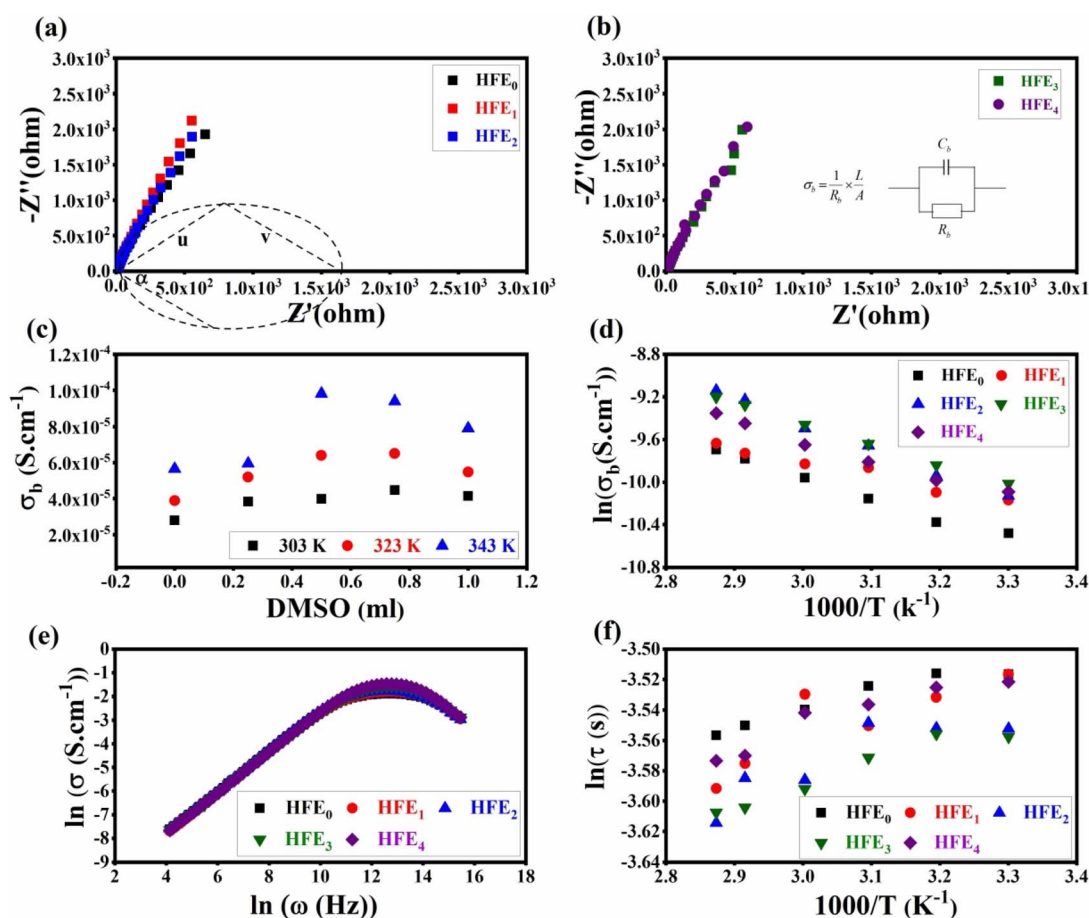 (a)
3.0x10³
2.5x10³
2.0x10³
1.5x10³
1.0x10³
5.0x10²
0.0
-Z''(ohm)
HFE₀
HFE₁
HFE₂
u
v
α
0.0 5.0x10² 1.0x10³ 1.5x10³ 2.0x10³ 2.5x10³ 3.0x10³
Z'(ohm)
(b)
3.0x10³
2.5x10³
2.0x10³
1.5x10³
1.0x10³
5.0x10²
0.0
-Z''(ohm)
HFE₃
HFE₄
σ_b = 1/R_b × L/A
C_b
R_b
0.0 5.0x10² 1.0x10³ 1.5x10³ 2.0x10³ 2.5x10³ 3.0x1
Z'(ohm)
(c)
1.2x10⁻⁴
1.0x10⁻⁴
8.0x10⁻⁵
6.0x10⁻⁵
4.0x10⁻⁵
2.0x10⁻⁵
σ_b (S.cm⁻¹)
303 K 323 K 343 K
-0.2 0.0 0.2 0.4 0.6 0.8 1.0 1.2
DMSO (ml)
(d)
-8.8
-9.2
-9.6
-10.0
-10.4
-10.8
ln(σ_b(S.cm⁻¹))
HFE₀ HFE₁
HFE₂ HFE₃
HFE₄
2.8 2.9 3.0 3.1 3.2 3.3 3.4
1000/T (k⁻¹)
(e)
0
-1
-2
-3
-4
-5
-6
-7
-8
-9
ln (σ (S.cm⁻¹))
HFE₀ HFE₁ HFE₂
HFE₃ HFE₄
2 4 6 8 10 12 14 16 18
ln (ω (Hz))
(f)
-3.50
-3.52
-3.54
-3.56
-3.58
-3.60
-3.62
-3.64
ln(τ (s))
HFE₀ HFE₁ HFE₂
HFE₃ HFE₄
2.8 2.9 3.0 3.1 3.2 3.3 3.4
1000/T (K⁻¹)